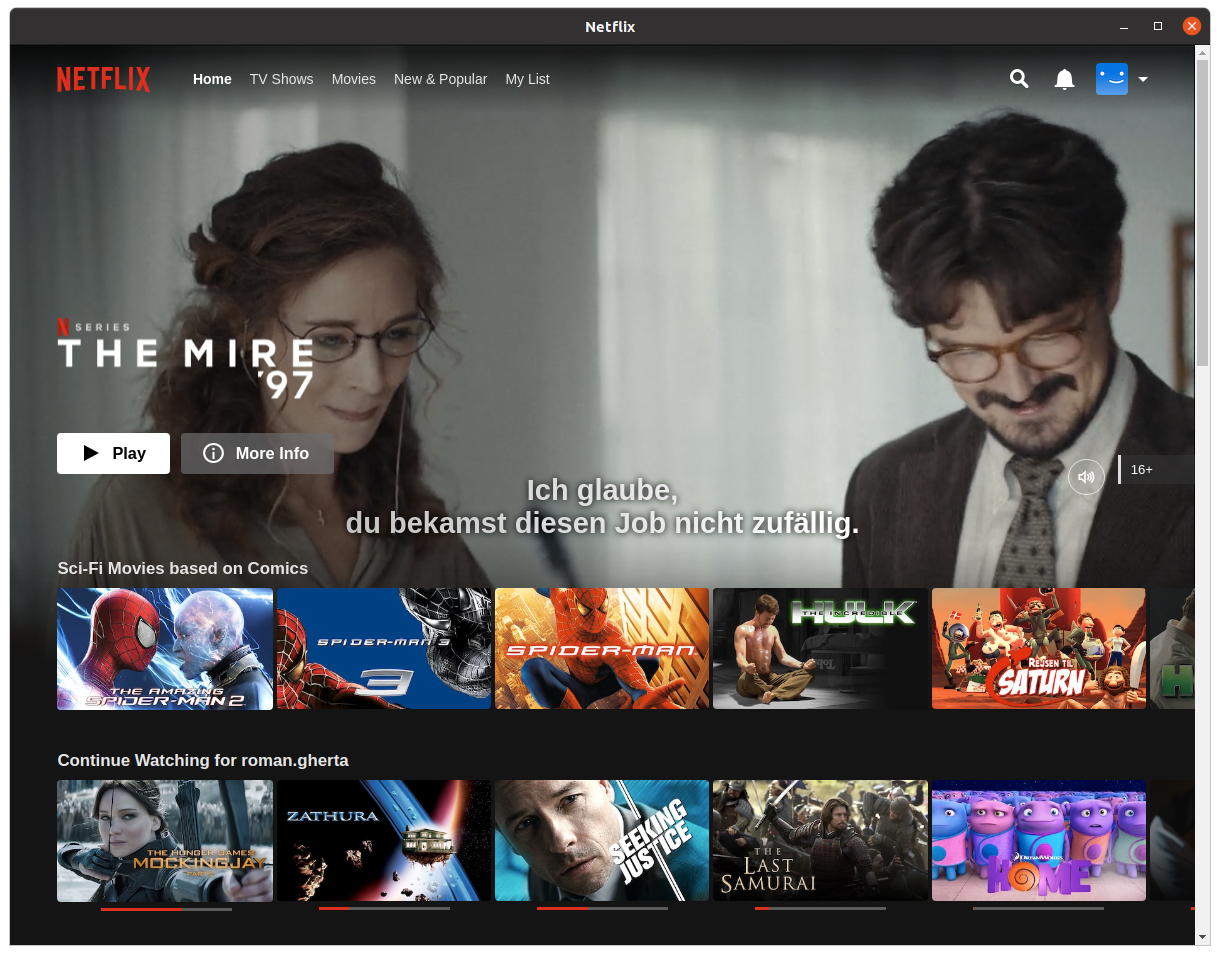 Netflix
NETFLIX
Home TV Shows Movies New & Popular My List
N SERIES
THE MIRE
'97
Play More Info
16+
Ich glaube,
du bekamst diesen Job nicht zufällig.
Sci-Fi Movies based on Comics
THE AMAZING
SPIDER-MAN 2
SPIDER-MAN 3
3
SPIDER-MAN
THE INCREDIBLE
HULK
REJSEN TIL
SATURN
H
Continue Watching for roman.gherta
THE HUNGER GAMES
MOCKINGJAY
ZATHURA
SEEKING
JUSTICE
THE
LAST
SAMURAI
DREAMWORKS
HOME